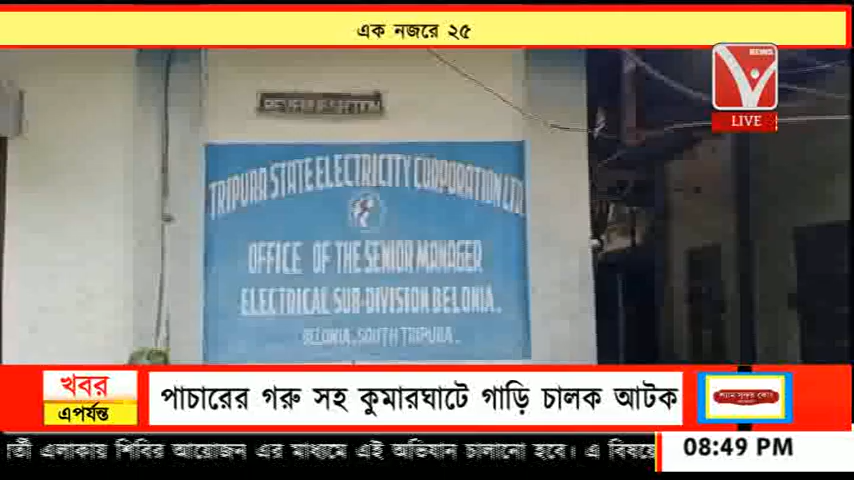 এক নজরে ২৫
NEWS
LIVE
TRIPURA STATE ELECTRICITY CORPORATION LTD
OFFICE OF THE SENIOR MANAGER
ELECTRICAL SUB-DIVISION BELONIA.
BELONIA, SOUTH TRIPURA.
খবর
এপর্যন্ত
পাচারের গরু সহ কুমারঘাটে গাড়ি চালক আটক
এলাকায় শিবির আয়োজন এর মাধ্যমে এই অভিযান চালানো হবে। এ বিষয়ে
08:49 PM